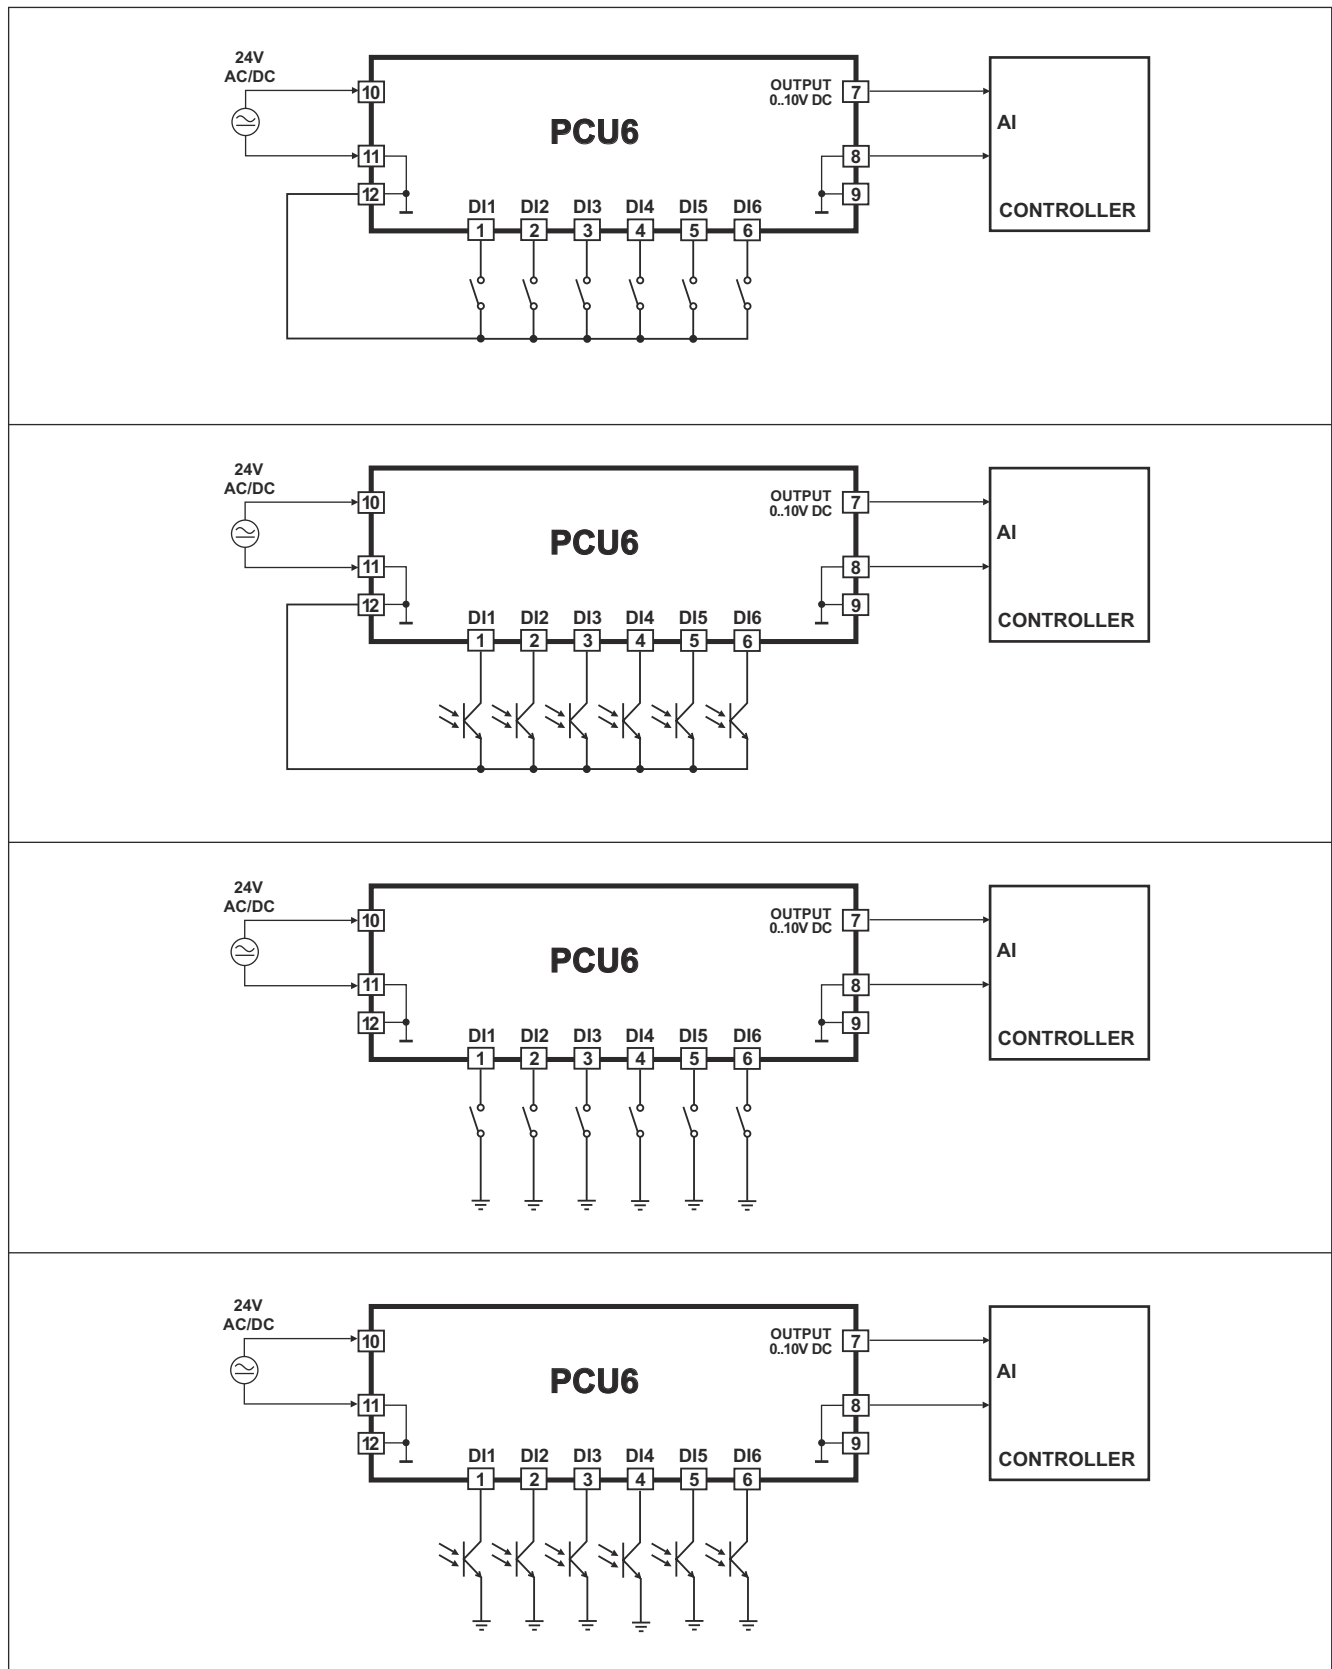 24V
AC/DC
10
OUTPUT
0..10V DC
7
AI
PCU6
11
8
12
9
CONTROLLER
DI1 DI2 DI3 DI4 DI5 DI6
1 2 3 4 5 6
24V
AC/DC
10
OUTPUT
0..10V DC
7
AI
PCU6
11
8
12
9
CONTROLLER
DI1 DI2 DI3 DI4 DI5 DI6
1 2 3 4 5 6
24V
AC/DC
10
OUTPUT
0..10V DC
7
AI
PCU6
11
8
12
9
CONTROLLER
DI1 DI2 DI3 DI4 DI5 DI6
1 2 3 4 5 6
24V
AC/DC
10
OUTPUT
0..10V DC
7
AI
PCU6
11
8
12
9
CONTROLLER
DI1 DI2 DI3 DI4 DI5 DI6
1 2 3 4 5 6